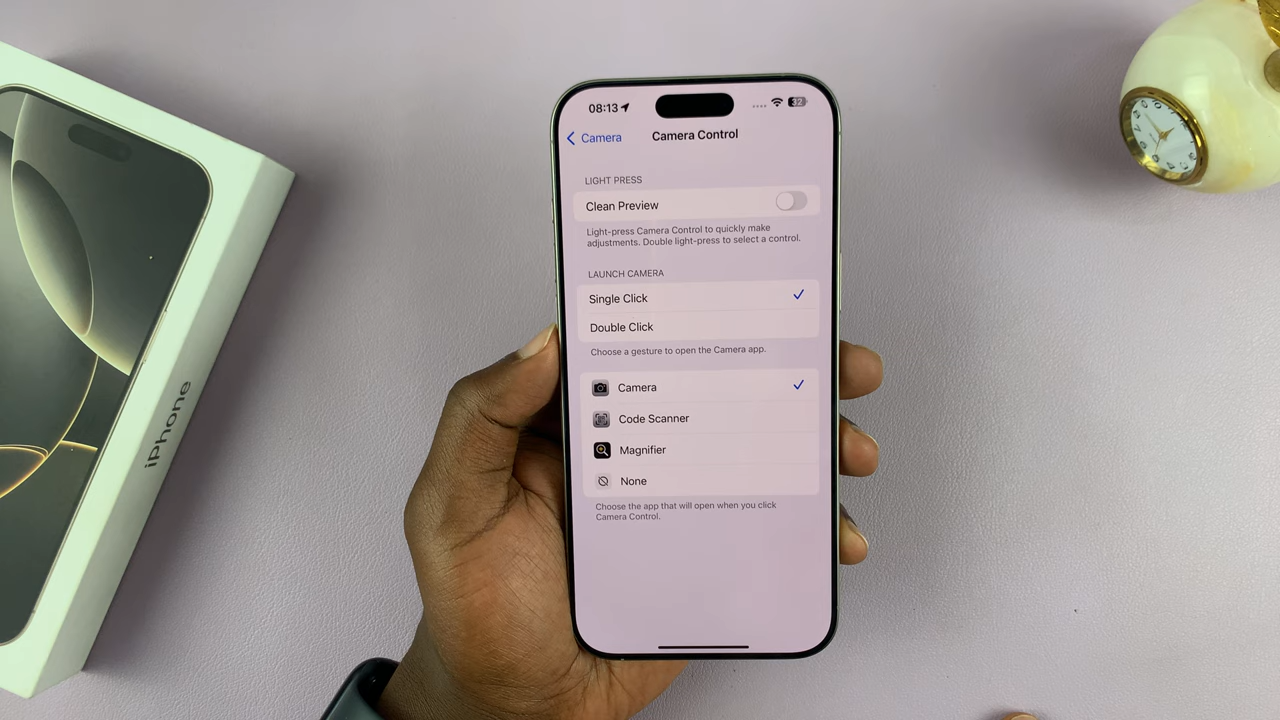 iPhone
08:13
32
Camera
Camera Control
LIGHT PRESS
Clean Preview
Light-press Camera Control to quickly make
adjustments. Double light-press to select a control.
LAUNCH CAMERA
Single Click
Double Click
Choose a gesture to open the Camera app.
Camera
Code Scanner
Magnifier
None
Choose the app that will open when you click
Camera Control.